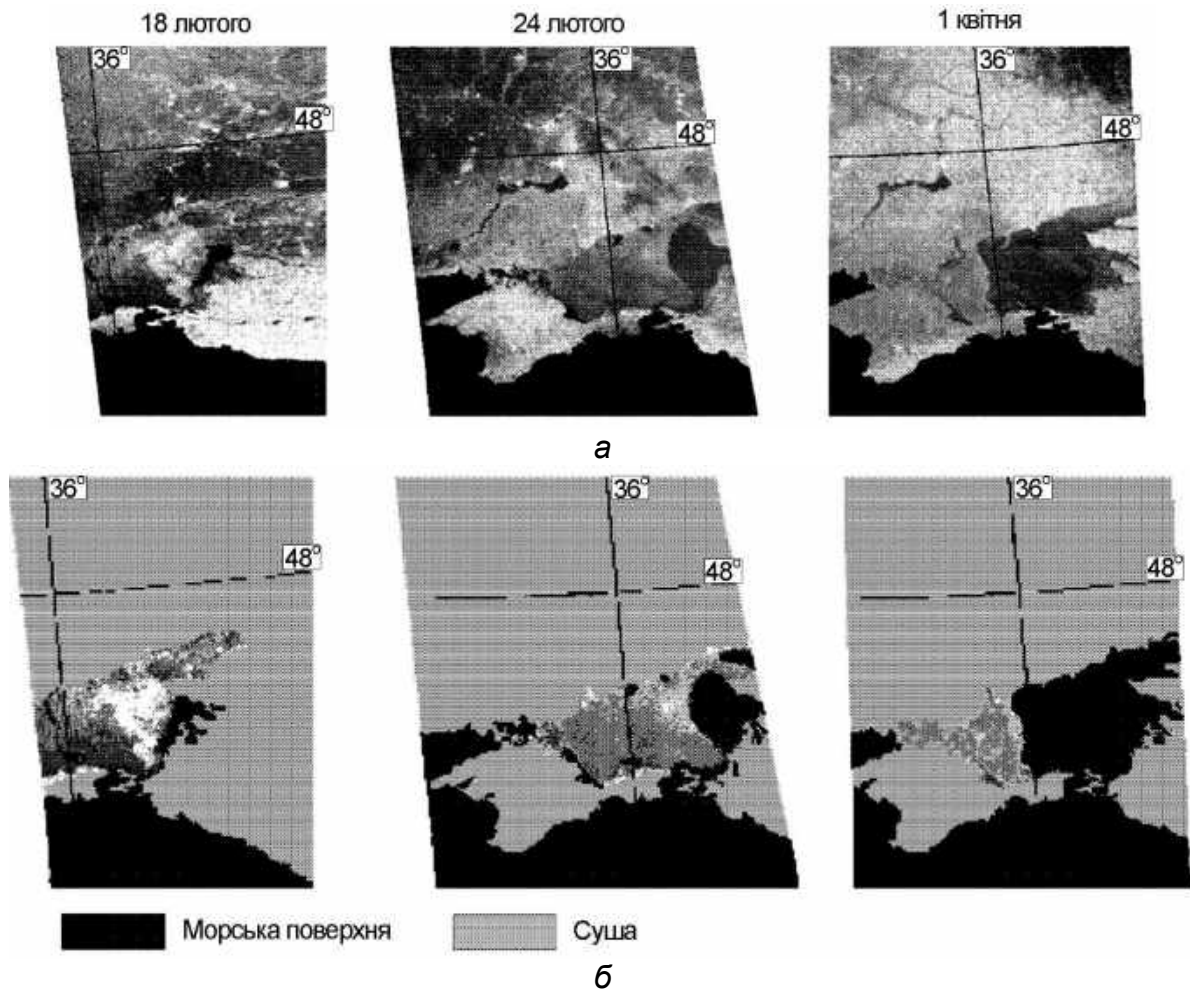 18 лютого 24 лютого 1 квітня
36° 36° 36°
48° 48° 48°
а
36° 36° 36°
48° 48° 48°
Морська поверхня Суша
б